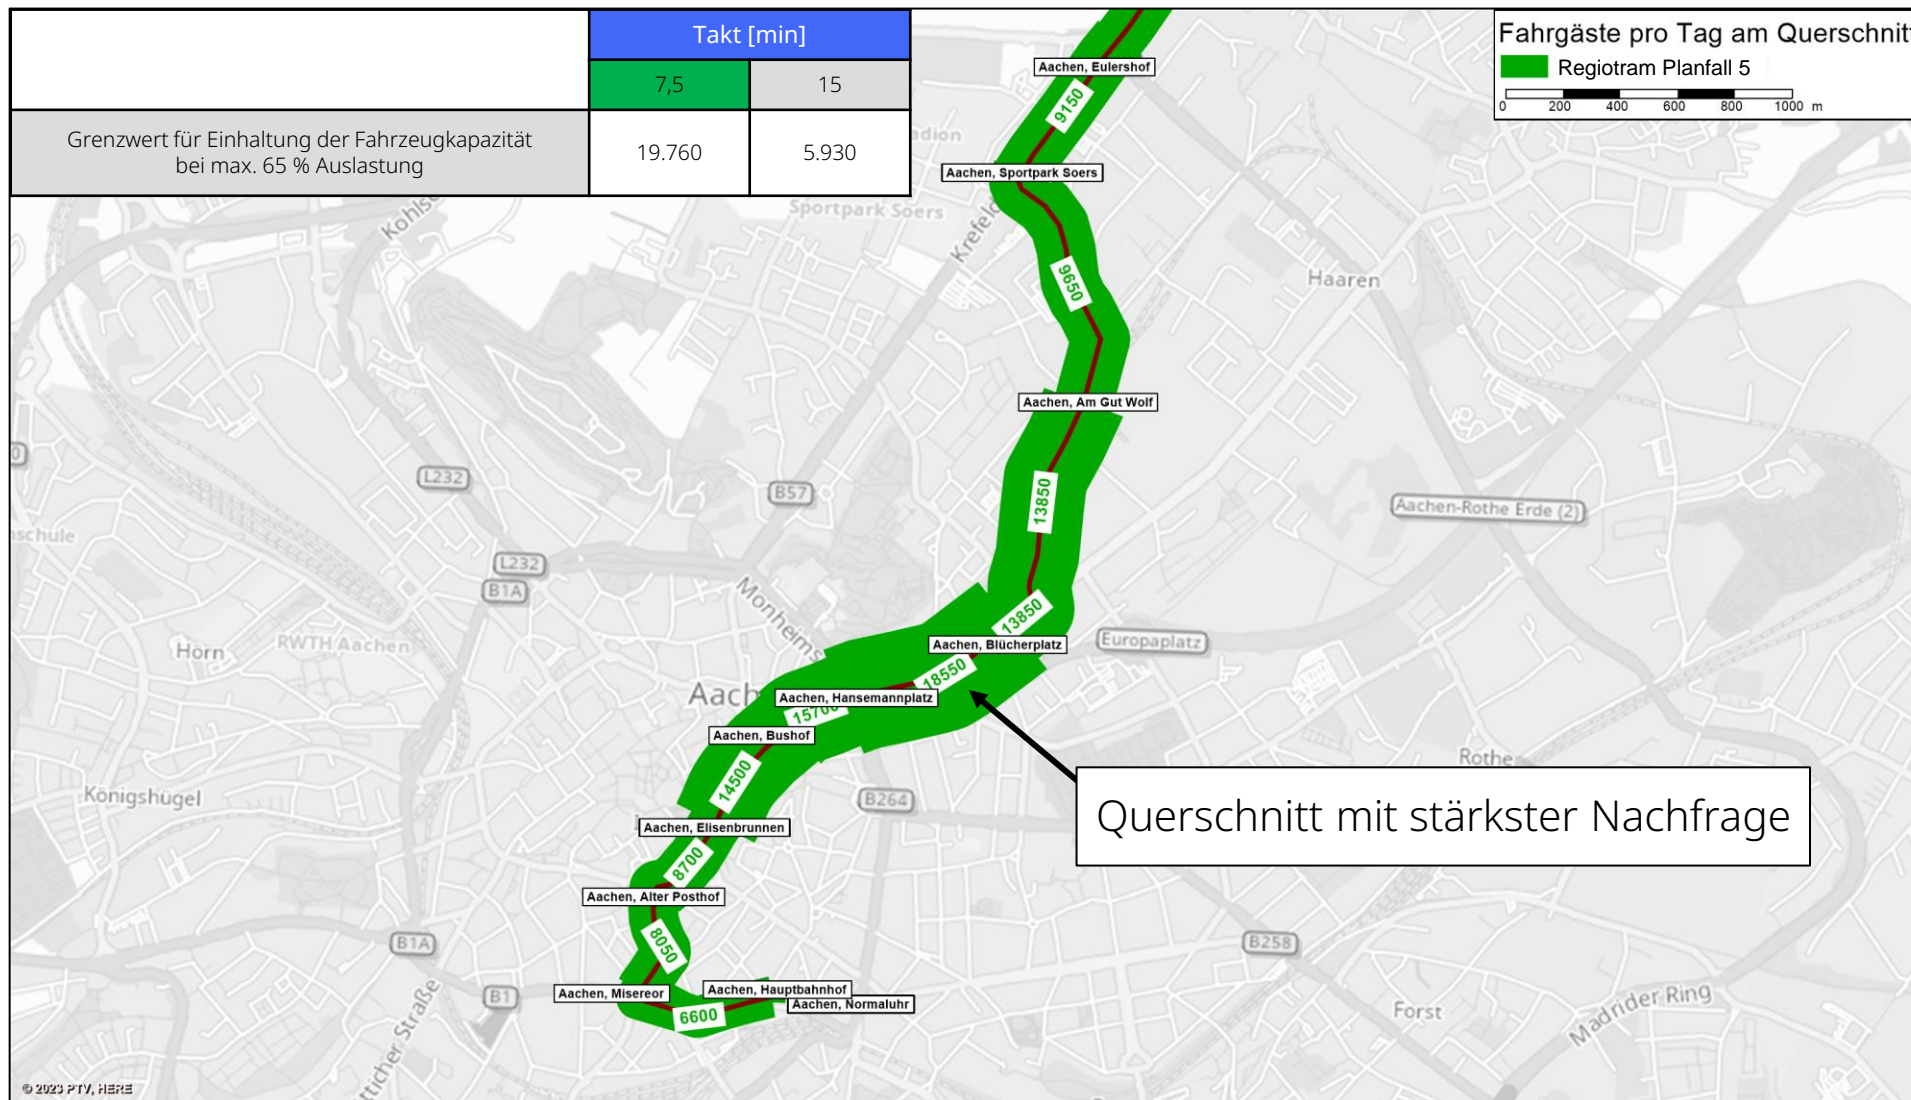 Takt [min]
7,5
15
Grenzwert für Einhaltung der Fahrzeugkapazität
bei max. 65 % Auslastung
19.760
5.930
Fahrgäste pro Tag am Querschnitt
Regiotram Planfall 5
0 200 400 600 800 1000 m
Aachen, Eulershof
9150
Aachen, Sportpark Soers
Sportpark Soers
9650
Haaren
Aachen, Am Gut Wolf
L232
B57
13850
Aachen-Rothe Erde (2)
L232
B1A
13850
Horn
RWTH Aachen
Aachen, Blücherplatz
Europaplatz
18550
Aachen, Hansemannplatz
15700
Aachen, Bushof
Rothe
14500
Königshügel
B264
Querschnitt mit stärkster Nachfrage
Aachen, Elisenbrunnen
8700
Aachen, Alter Posthof
8050
B1A
B258
Aachen, Misereor
Aachen, Hauptbahnhof
Aachen, Normaluhr
B1
6600
Forst
Madrider Ring
© 2023 PTV, HERE